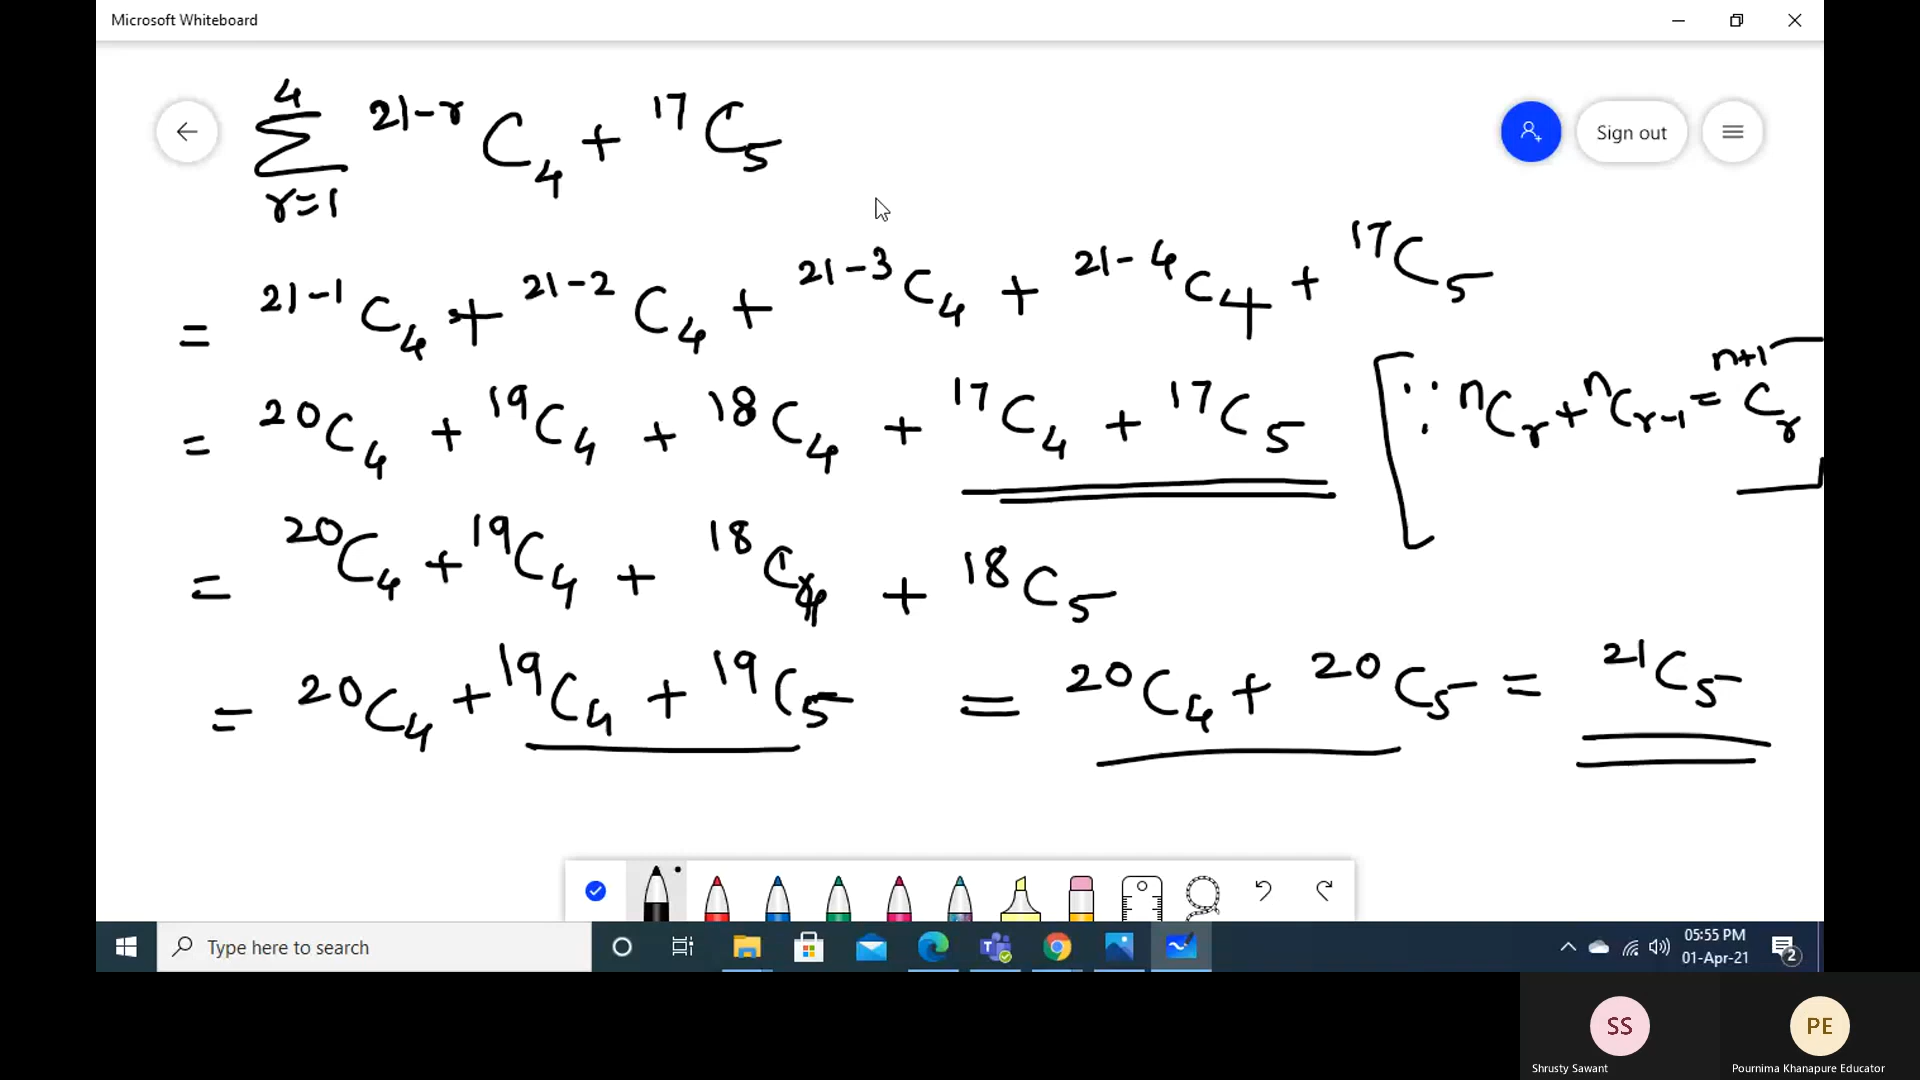 Microsoft Whiteboard
Sign out
4
∑ ²¹⁻ʳC₄ + ¹⁷C₅
r=1
= ²¹⁻¹C₄ + ²¹⁻²C₄ + ²¹⁻³C₄ + ²¹⁻⁴C₄ + ¹⁷C₅
= ²⁰C₄ + ¹⁹C₄ + ¹⁸C₄ + ¹⁷C₄ + ¹⁷C₅ [∵ ⁿCᵣ + ⁿCᵣ₋₁ = ⁿ⁺¹Cᵣ]
= ²⁰C₄ + ¹⁹C₄ + ¹⁸C₄ + ¹⁸C₅
= ²⁰C₄ + ¹⁹C₄ + ¹⁹C₅ = ²⁰C₄ + ²⁰C₅ = ²¹C₅
Type here to search
05:55 PM
01-Apr-21
2
SS
PE
Shrusty Sawant
Pournima Khanapure Educator